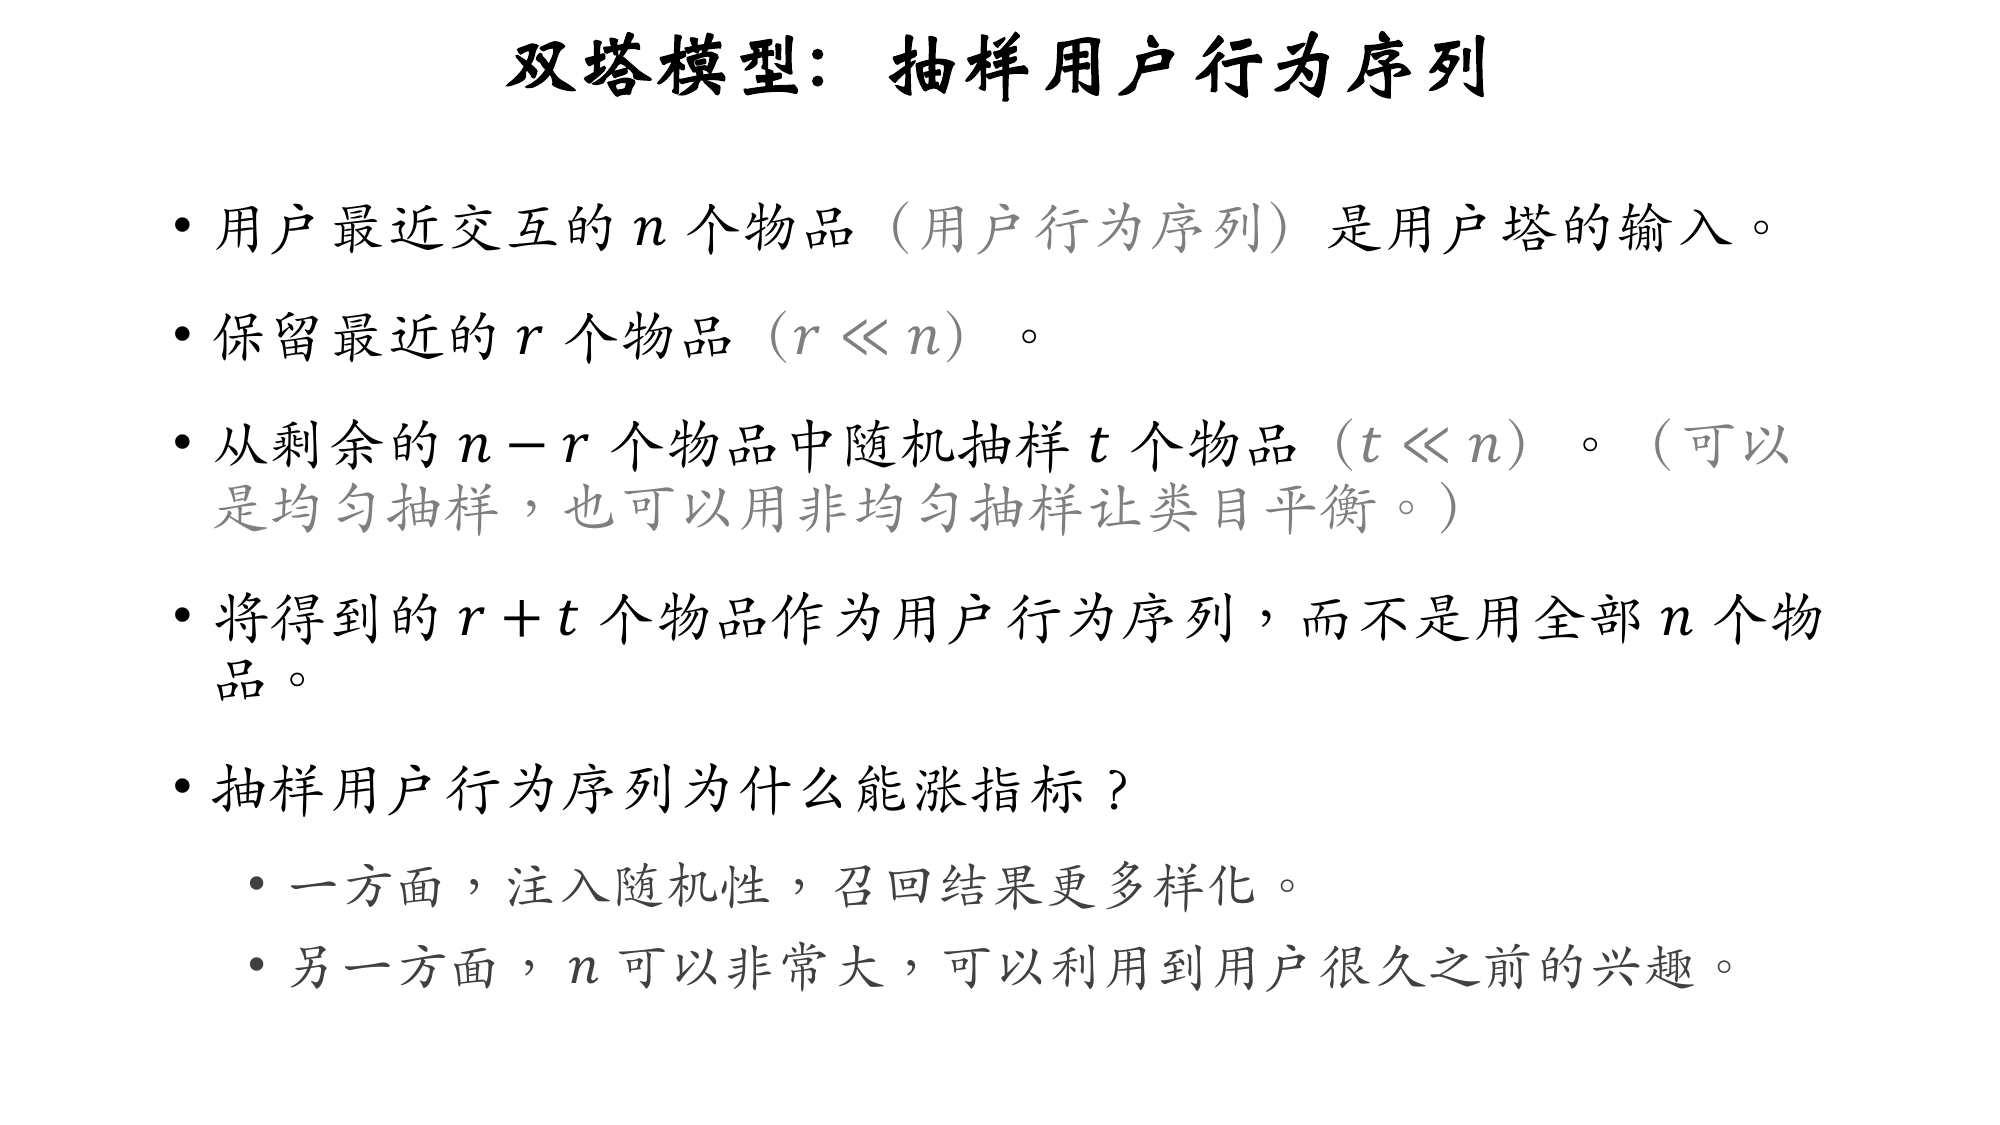 双塔模型：抽样用户行为序列
• 用户最近交互的 n 个物品（用户行为序列）是用户塔的输入。
• 保留最近的 r 个物品（r ≪ n）。
• 从剩余的 n − r 个物品中随机抽样 t 个物品（t ≪ n）。（可以
是均匀抽样，也可以用非均匀抽样让类目平衡。）
• 将得到的 r + t 个物品作为用户行为序列，而不是用全部 n 个物
品。
• 抽样用户行为序列为什么能涨指标？
• 一方面，注入随机性，召回结果更多样化。
• 另一方面，n 可以非常大，可以利用到用户很久之前的兴趣。